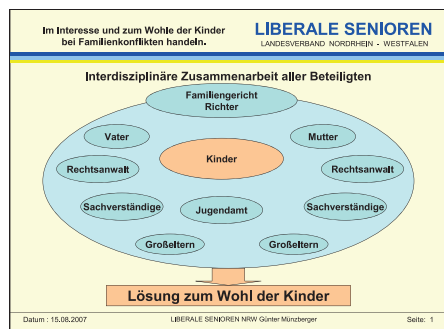 Im Interesse und zum Wohle der Kinder
bei Familienkonflikten handeln.
LIBERALE SENIOREN
LANDESVERBAND NORDRHEIN - WESTFALEN
Interdisziplinäre Zusammenarbeit aller Beteiligten
Familiengericht
Richter
Vater
Mutter
Kinder
Rechtsanwalt
Rechtsanwalt
Sachverständige
Jugendamt
Sachverständige
Großeltern
Großeltern
Lösung zum Wohl der Kinder
Datum : 15.08.2007
LIBERALE SENIOREN NRW Günter Münzberger
Seite: 1